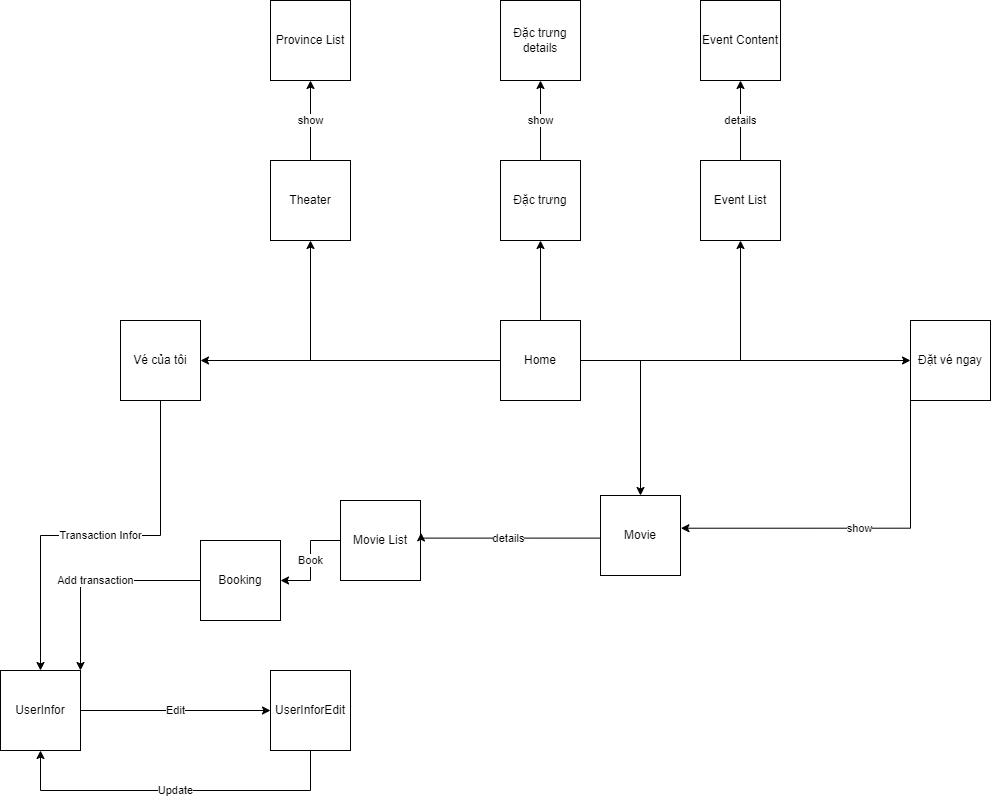 Province List
Đặc trưng
details
Event Content
show
show
details
Theater
Đặc trưng
Event List
Vé của tôi
Home
Đặt vé ngay
Transaction Infor
Movie List
details
Movie
show
Book
Add transaction
Booking
UserInfor
Edit
UserInforEdit
Update